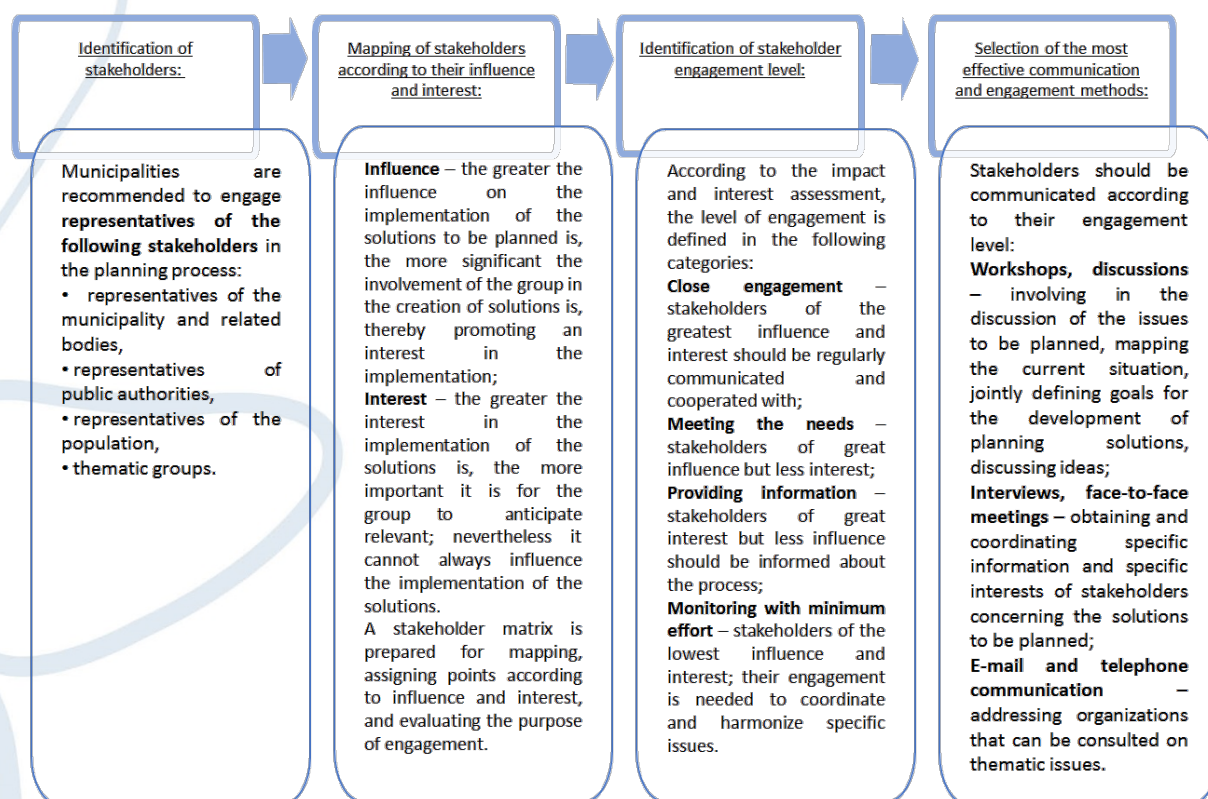 Identification of
stakeholders:
Municipalities are
recommended to engage
representatives of the
following stakeholders in
the planning process:
• representatives of the
municipality and related
bodies,
• representatives of
public authorities,
• representatives of the
population,
• thematic groups.
Mapping of stakeholders
according to their influence
and interest:
Influence – the greater the
influence on the
implementation of the
solutions to be planned is,
the more significant the
involvement of the group in
the creation of solutions is,
thereby promoting an
interest in the
implementation;
Interest – the greater the
interest in the
implementation of the
solutions is, the more
important it is for the
group to anticipate
relevant; nevertheless it
cannot always influence
the implementation of the
solutions.
A stakeholder matrix is
prepared for mapping,
assigning points according
to influence and interest,
and evaluating the purpose
of engagement.
Identification of stakeholder
engagement level:
According to the impact
and interest assessment,
the level of engagement is
defined in the following
categories:
Close engagement –
stakeholders of the
greatest influence and
interest should be regularly
communicated and
cooperated with;
Meeting the needs –
stakeholders of great
influence but less interest;
Providing information –
stakeholders of great
interest but less influence
should be informed about
the process;
Monitoring with minimum
effort – stakeholders of the
lowest influence and
interest; their engagement
is needed to coordinate
and harmonize specific
issues.
Selection of the most
effective communication
and engagement methods:
Stakeholders should be
communicated according
to their engagement
level:
Workshops, discussions
– involving in the
discussion of the issues
to be planned, mapping
the current situation,
jointly defining goals for
the development of
planning solutions,
discussing ideas;
Interviews, face-to-face
meetings – obtaining and
coordinating specific
information and specific
interests of stakeholders
concerning the solutions
to be planned;
E-mail and telephone
communication –
addressing organizations
that can be consulted on
thematic issues.